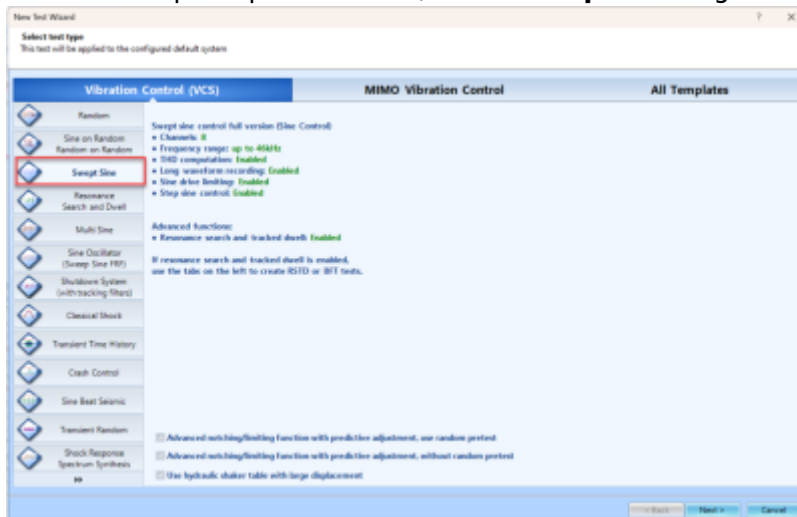 New Test Wizard
Select test type
This test will be applied to the configured default system
Vibration Control (VCS)
MIMO Vibration Control
All Templates
Random
Sine on Random
Random on Random
Swept Sine
Resonance
Search and Dwell
Multi Sine
Sine Oscillator
(Sweep Sine FRF)
Shutdown System
(with tracking filters)
Classical Shock
Transient Time History
Crash Control
Sine Beat Seismic
Transient Random
Shock Response
Spectrum Synthesis
Swept sine control full version (Sine Control)
• Channels: 8
• Frequency range: up to 46kHz
• THD computation: Enabled
• Long waveform recording: Enabled
• Sine drive limiting: Enabled
• Step sine control: Enabled
Advanced functions:
• Resonance search and tracked dwell: Enabled
If resonance search and tracked dwell is enabled,
use the tabs on the left to create RSTD or BFT tests.
Advanced notching/limiting function with predictive adjustment, use random pretest
Advanced notching/limiting function with predictive adjustment, without random pretest
Use hydraulic shaker table with large displacement
< Back
Next >
Cancel